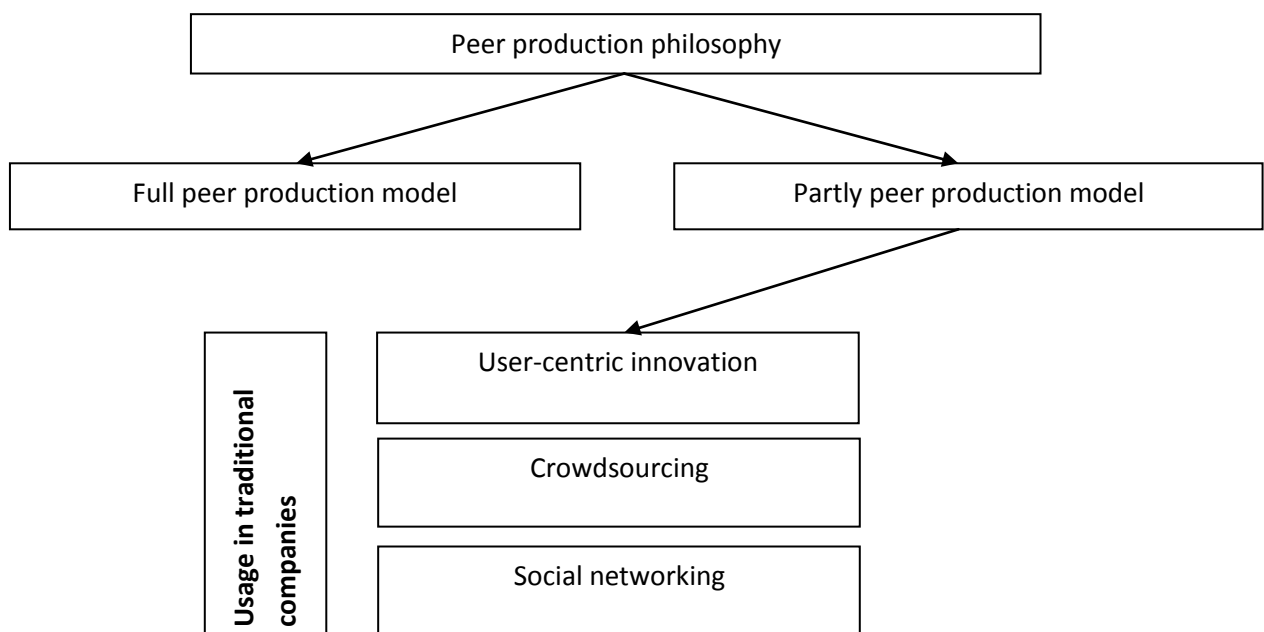 Peer production philosophy
Full peer production model
Partly peer production model
Usage in traditional
companies
User-centric innovation
Crowdsourcing
Social networking